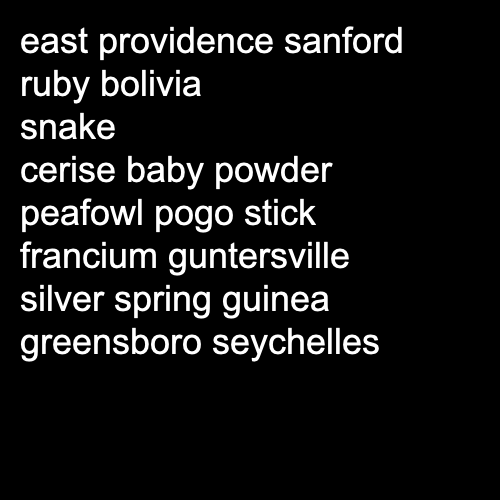 east providence sanford
ruby bolivia
snake
cerise baby powder
peafowl pogo stick
francium guntersville
silver spring guinea
greensboro seychelles